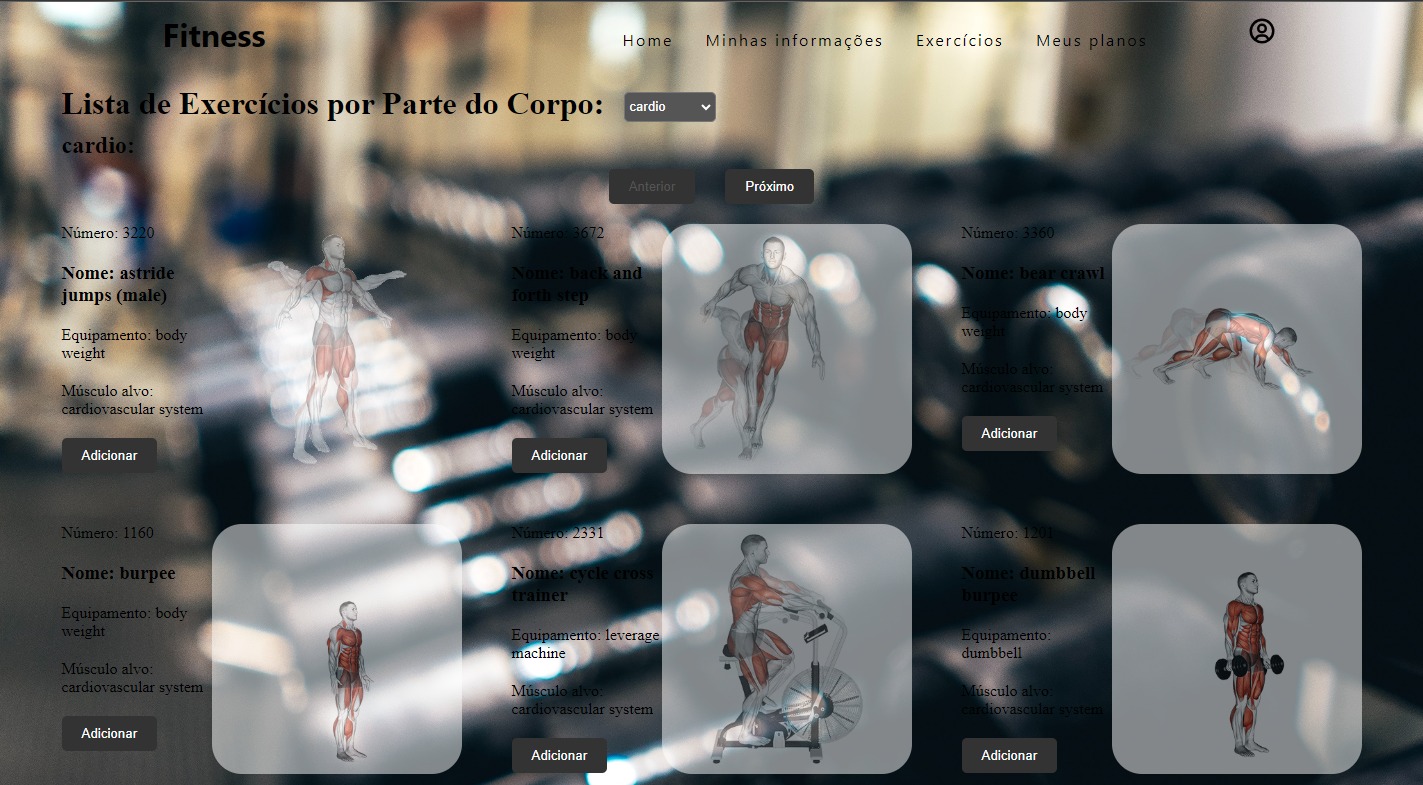 Fitness
Home
Minhas informações
Exercícios
Meus planos
Lista de Exercícios por Parte do Corpo:
cardio
cardio:
Anterior
Próximo
Número: 3220
Nome: astride
jumps (male)
Equipamento: body
weight
Músculo alvo:
cardiovascular system
Adicionar
Número: 3672
Nome: back and
forth step
Equipamento: body
weight
Músculo alvo:
cardiovascular system
Adicionar
Número: 3360
Nome: bear crawl
Equipamento: body
weight
Músculo alvo:
cardiovascular system
Adicionar
Número: 1160
Nome: burpee
Equipamento: body
weight
Músculo alvo:
cardiovascular system
Adicionar
Número: 2331
Nome: cycle cross
trainer
Equipamento: leverage
machine
Músculo alvo:
cardiovascular system
Adicionar
Número: 1201
Nome: dumbbell
burpee
Equipamento:
dumbbell
Músculo alvo:
cardiovascular system
Adicionar